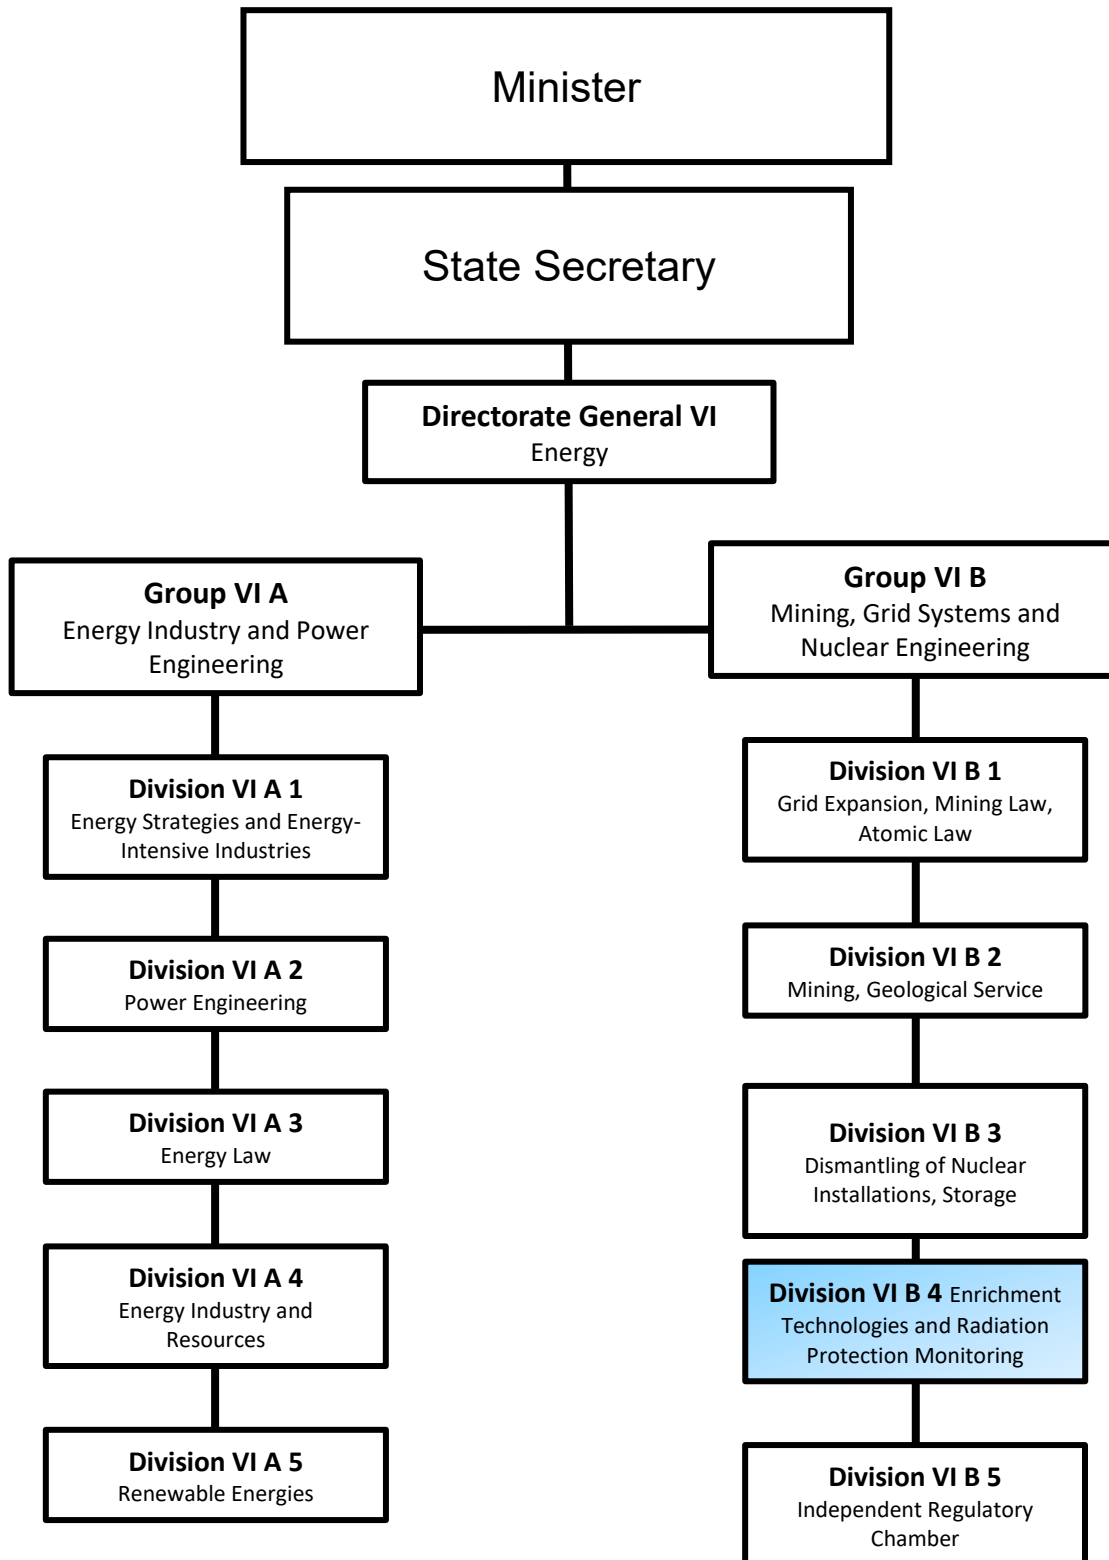 Minister
State Secretary
Directorate General VI
Energy
Group VI A
Energy Industry and Power
Engineering
Group VI B
Mining, Grid Systems and
Nuclear Engineering
Division VI A 1
Energy Strategies and Energy-
Intensive Industries
Division VI A 2
Power Engineering
Division VI A 3
Energy Law
Division VI A 4
Energy Industry and
Resources
Division VI A 5
Renewable Energies
Division VI B 1
Grid Expansion, Mining Law,
Atomic Law
Division VI B 2
Mining, Geological Service
Division VI B 3
Dismantling of Nuclear
Installations, Storage
Division VI B 4 Enrichment
Technologies and Radiation
Protection Monitoring
Division VI B 5
Independent Regulatory
Chamber